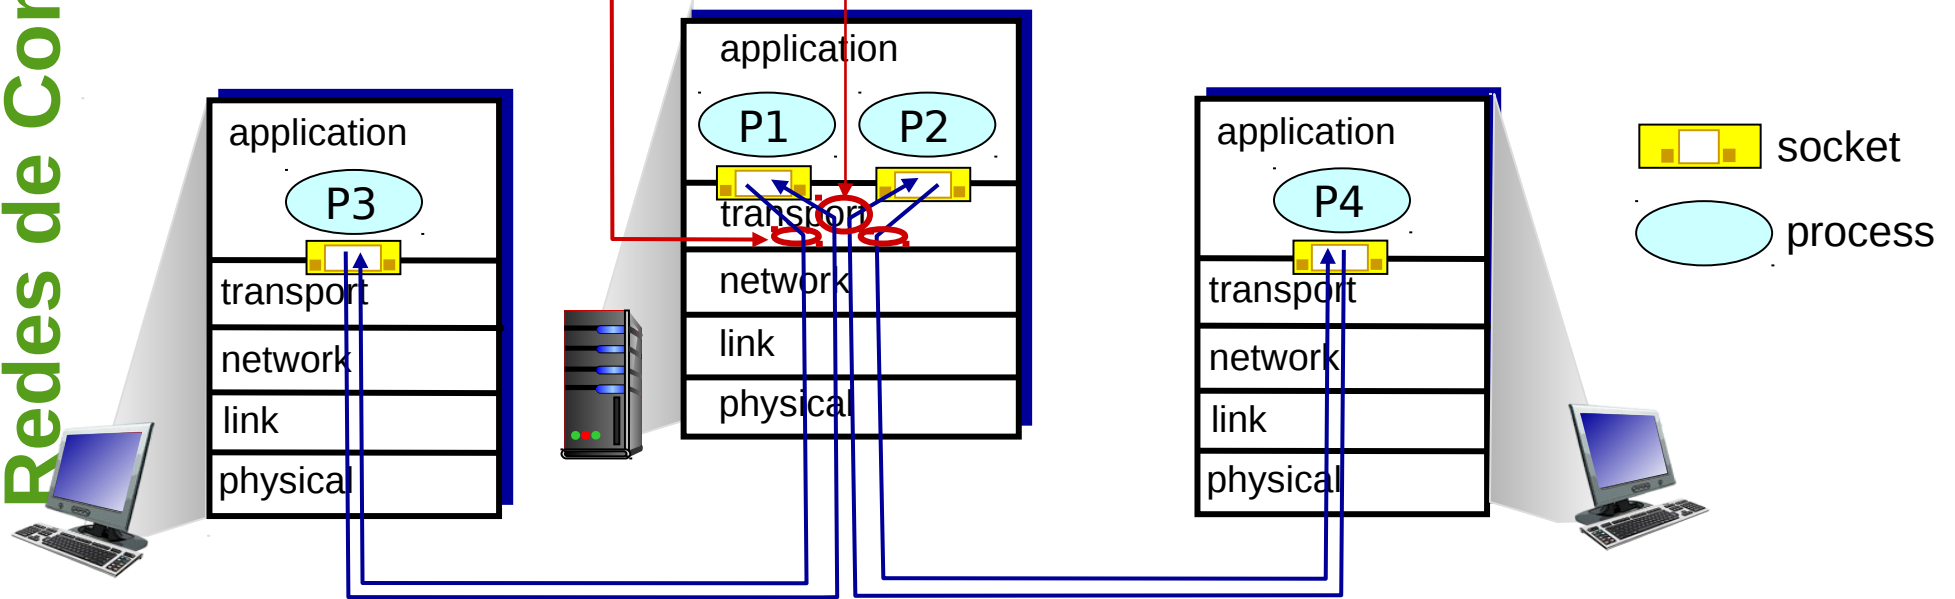 Redes de Cor
application
P3
transport
network
link
physical
application
P1
P2
transport
network
link
physical
application
P4
transport
network
link
physical
socket
process